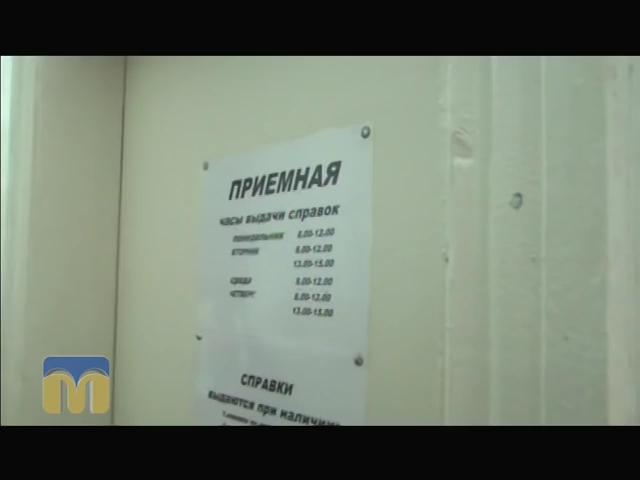 ПРИЕМНАЯ
часы выдачи справок
понедельник 8.00-12.00
вторник 8.00-12.00
13.00-15.00
среда 8.00-12.00
четверг 8.00-12.00
13.00-15.00
СПРАВКИ
выдаются при наличии
М